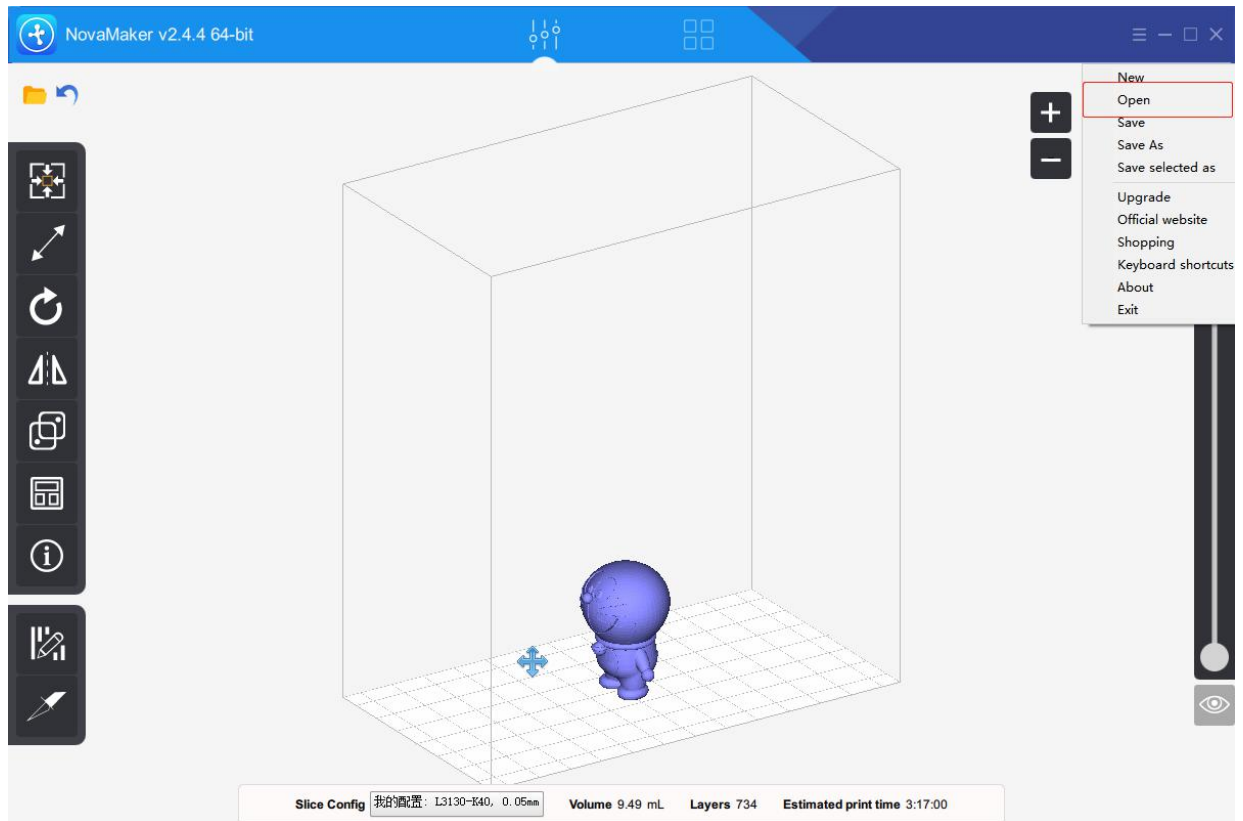 NovaMaker v2.4.4 64-bit
New
Open
Save
Save As
Save selected as
Upgrade
Official website
Shopping
Keyboard shortcuts
About
Exit
Slice Config 我的配置: L3130-K40, 0.05mm Volume 9.49 mL Layers 734 Estimated print time 3:17:00